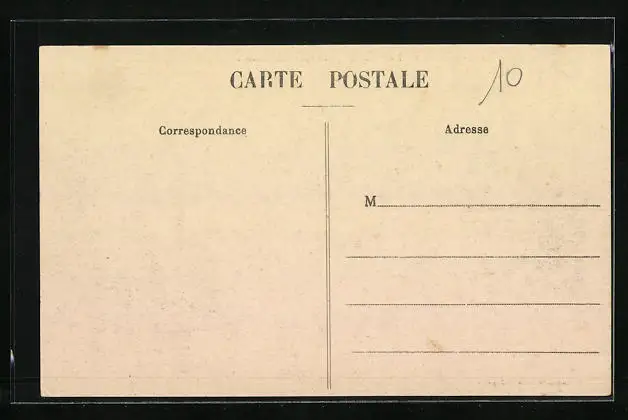 CARTE POSTALE
10
Correspondance
Adresse
M